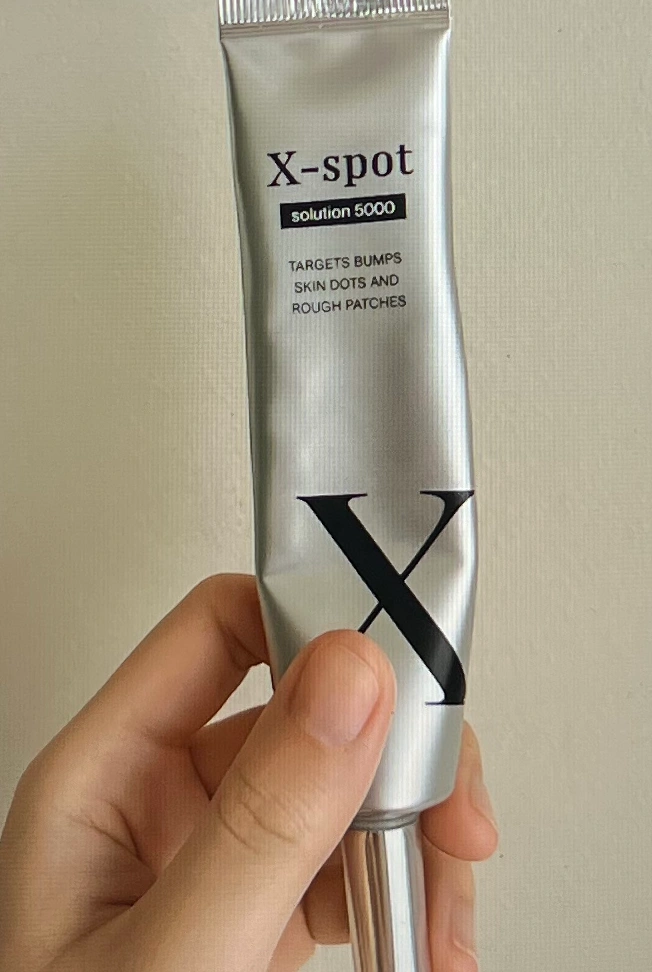 X-spot
solution 5000
TARGETS BUMPS
SKIN DOTS AND
ROUGH PATCHES
X